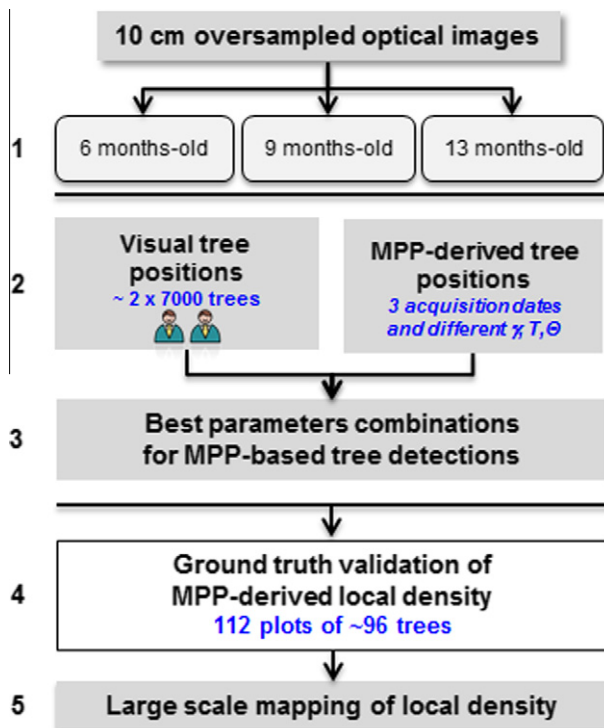 10 cm oversampled optical images
1
6 months-old
9 months-old
13 months-old
2
Visual tree
positions
~ 2 x 7000 trees
MPP-derived tree
positions
3 acquisition dates
and different γ, T, Θ
3
Best parameters combinations
for MPP-based tree detections
4
Ground truth validation of
MPP-derived local density
112 plots of ~96 trees
5
Large scale mapping of local density